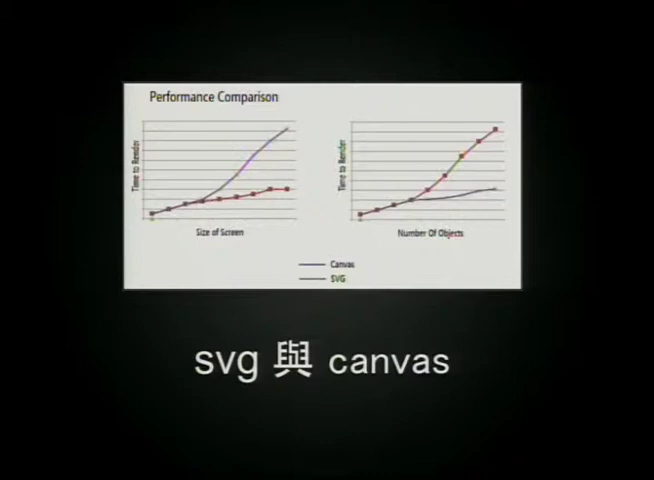 Performance Comparison
Time to Render
Size of Screen
Time to Render
Number Of Objects
Canvas
SVG
svg 與 canvas